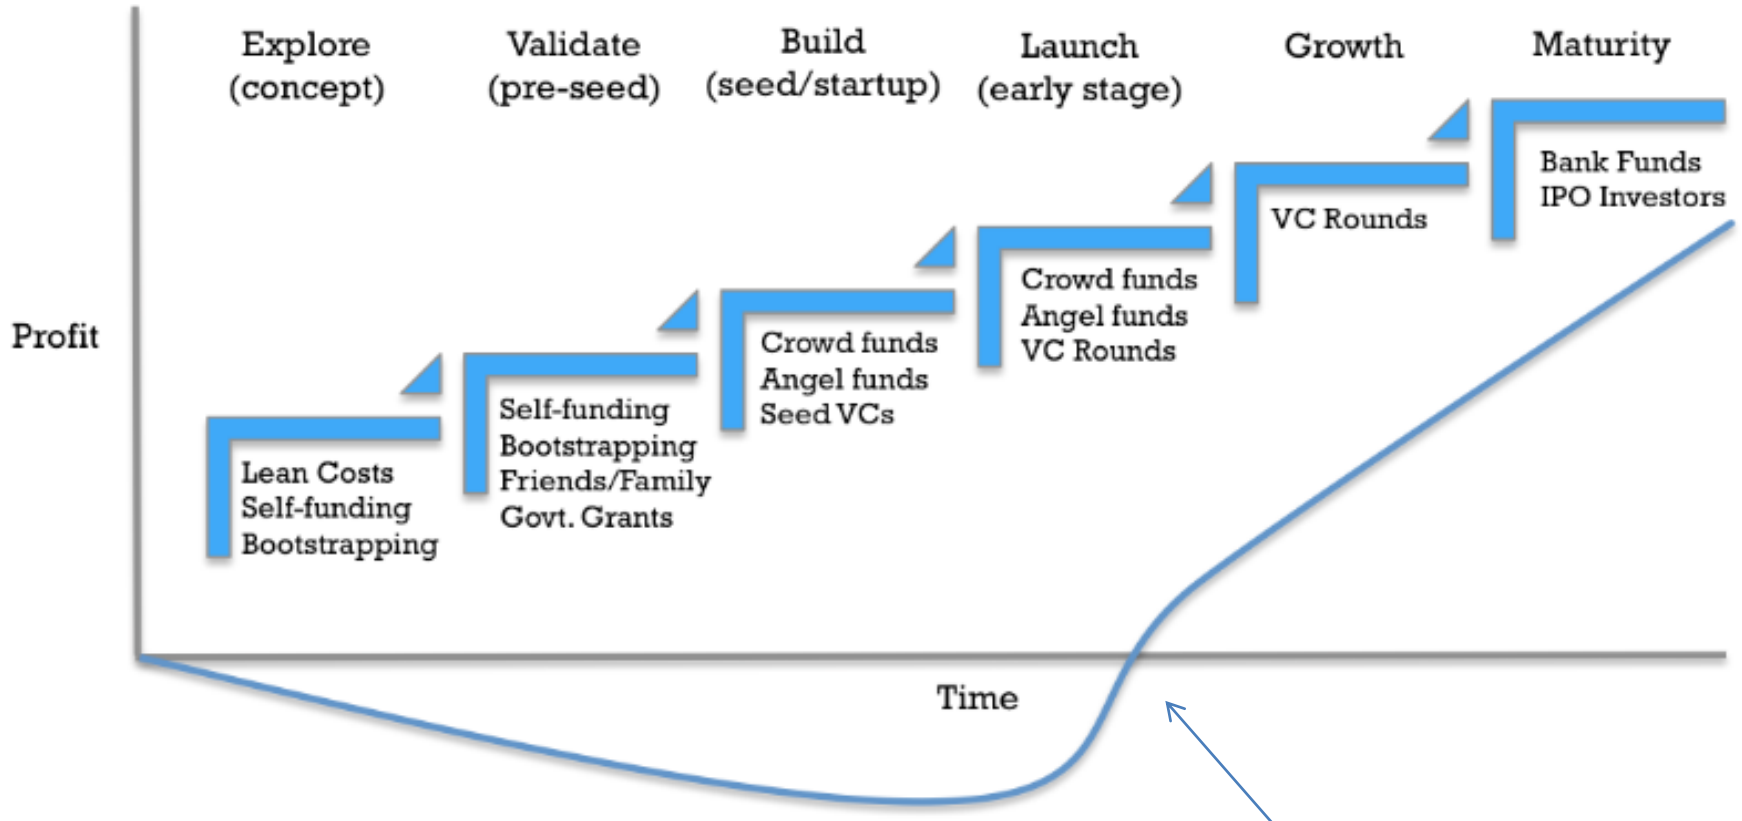 Explore
(concept)
Validate
(pre-seed)
Build
(seed/startup)
Launch
(early stage)
Growth
Maturity
Profit
Lean Costs
Self-funding
Bootstrapping
Self-funding
Bootstrapping
Friends/Family
Govt. Grants
Crowd funds
Angel funds
Seed VCs
Crowd funds
Angel funds
VC Rounds
VC Rounds
Bank Funds
IPO Investors
Time